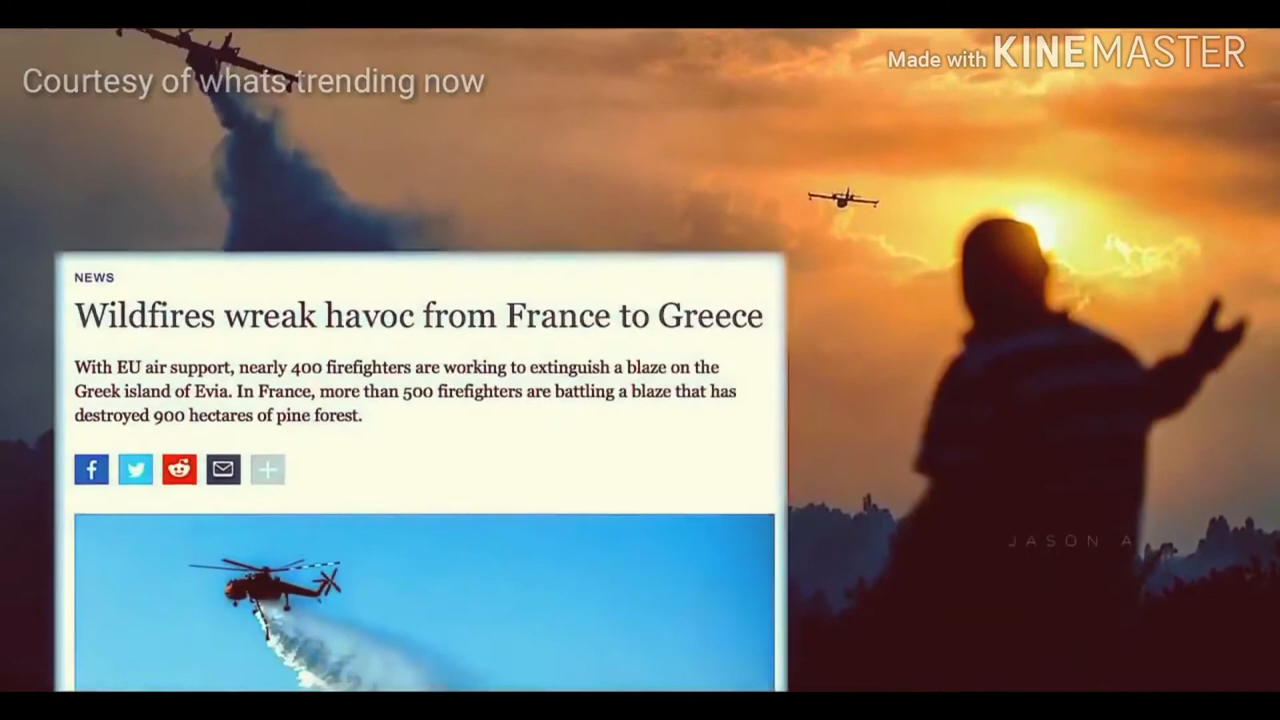 Made with KINEMASTER
Courtesy of whats trending now
NEWS
Wildfires wreak havoc from France to Greece
With EU air support, nearly 400 firefighters are working to extinguish a blaze on the
Greek island of Evia. In France, more than 500 firefighters are battling a blaze that has
destroyed 900 hectares of pine forest.
JASON A